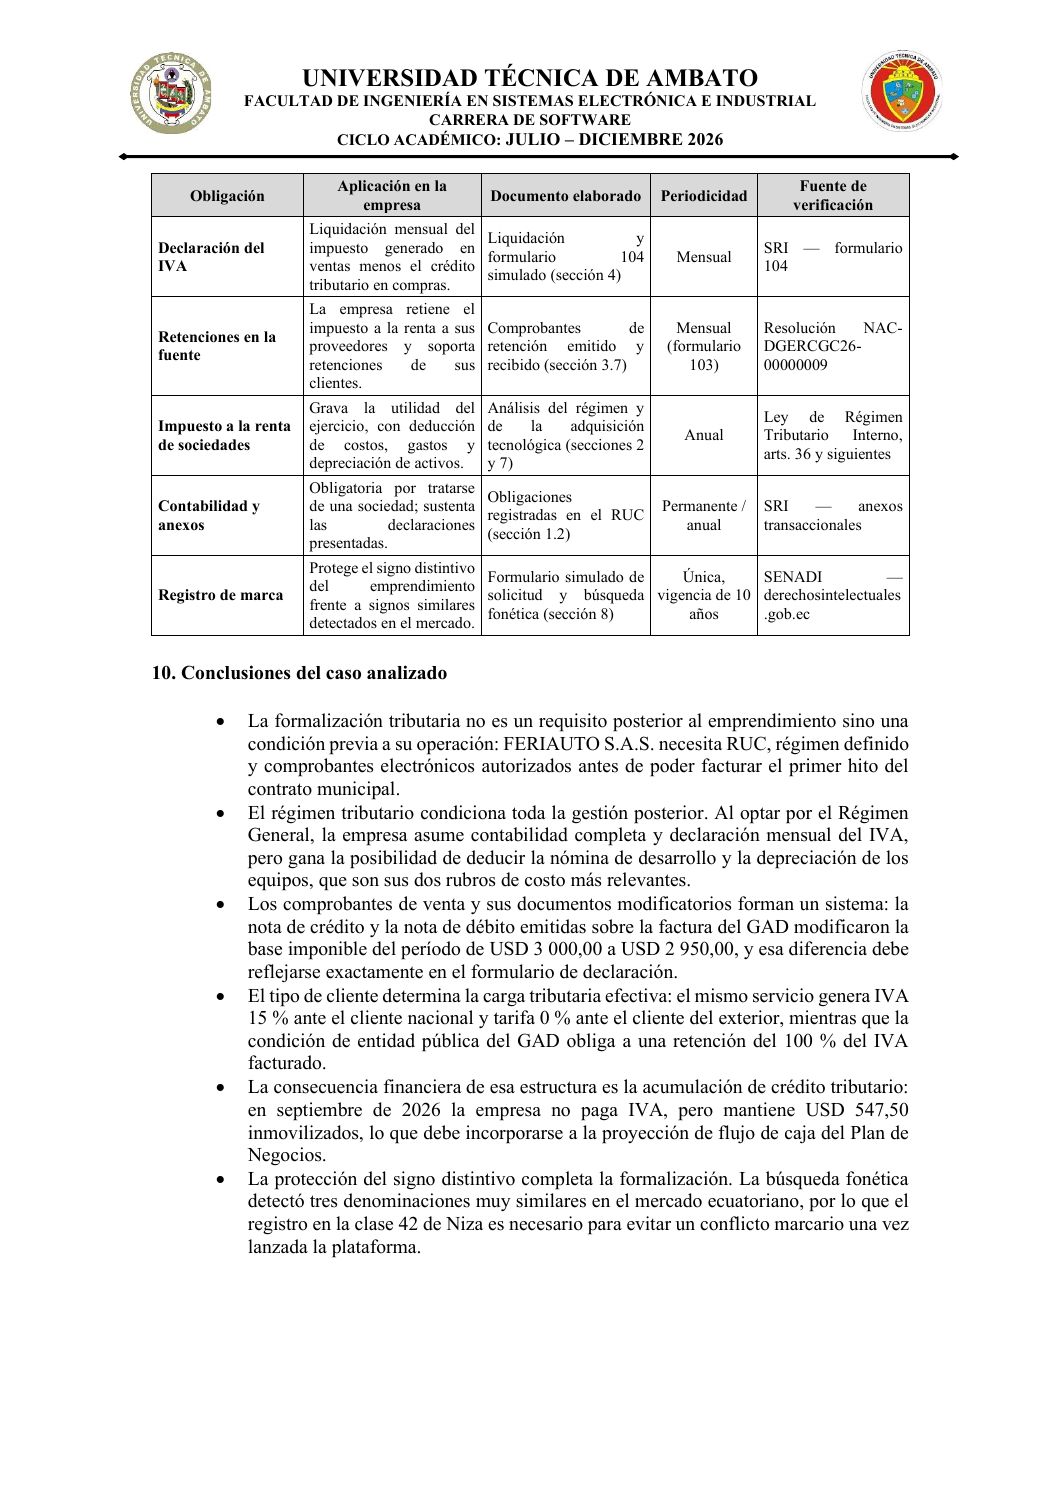 UNIVERSIDAD TÉCNICA DE AMBATO
FACULTAD DE INGENIERÍA EN SISTEMAS ELECTRÓNICA E INDUSTRIAL
CARRERA DE SOFTWARE
CICLO ACADÉMICO: JULIO – DICIEMBRE 2026
UNIVERSIDAD TÉCNICA DE AMBATO
Obligación
Aplicación en la
empresa
Documento elaborado
Periodicidad
Fuente de
verificación
Declaración del
IVA
Liquidación mensual del
impuesto generado en
ventas menos el crédito
tributario en compras.
Liquidación y
formulario 104
simulado (sección 4)
Mensual
SRI — formulario
104
Retenciones en la
fuente
La empresa retiene el
impuesto a la renta a sus
proveedores y soporta
retenciones de sus
clientes.
Comprobantes de
retención emitido y
recibido (sección 3.7)
Mensual
(formulario
103)
Resolución NAC-
DGERCGC26-
00000009
Impuesto a la renta
de sociedades
Grava la utilidad del
ejercicio, con deducción
de costos, gastos y
depreciación de activos.
Análisis del régimen y
de la adquisición
tecnológica (secciones 2
y 7)
Anual
Ley de Régimen
Tributario Interno,
arts. 36 y siguientes
Contabilidad y
anexos
Obligatoria por tratarse
de una sociedad; sustenta
las declaraciones
presentadas.
Obligaciones
registradas en el RUC
(sección 1.2)
Permanente /
anual
SRI — anexos
transaccionales
Registro de marca
Protege el signo distintivo
del emprendimiento
frente a signos similares
detectados en el mercado.
Formulario simulado de
solicitud y búsqueda
fonética (sección 8)
Única,
vigencia de 10
años
SENADI —
derechosintelectuales
.gob.ec
10. Conclusiones del caso analizado
• La formalización tributaria no es un requisito posterior al emprendimiento sino una
condición previa a su operación: FERIAUTO S.A.S. necesita RUC, régimen definido
y comprobantes electrónicos autorizados antes de poder facturar el primer hito del
contrato municipal.
• El régimen tributario condiciona toda la gestión posterior. Al optar por el Régimen
General, la empresa asume contabilidad completa y declaración mensual del IVA,
pero gana la posibilidad de deducir la nómina de desarrollo y la depreciación de los
equipos, que son sus dos rubros de costo más relevantes.
• Los comprobantes de venta y sus documentos modificatorios forman un sistema: la
nota de crédito y la nota de débito emitidas sobre la factura del GAD modificaron la
base imponible del período de USD 3 000,00 a USD 2 950,00, y esa diferencia debe
reflejarse exactamente en el formulario de declaración.
• El tipo de cliente determina la carga tributaria efectiva: el mismo servicio genera IVA
15 % ante el cliente nacional y tarifa 0 % ante el cliente del exterior, mientras que la
condición de entidad pública del GAD obliga a una retención del 100 % del IVA
facturado.
• La consecuencia financiera de esa estructura es la acumulación de crédito tributario:
en septiembre de 2026 la empresa no paga IVA, pero mantiene USD 547,50
inmovilizados, lo que debe incorporarse a la proyección de flujo de caja del Plan de
Negocios.
• La protección del signo distintivo completa la formalización. La búsqueda fonética
detectó tres denominaciones muy similares en el mercado ecuatoriano, por lo que el
registro en la clase 42 de Niza es necesario para evitar un conflicto marcario una vez
lanzada la plataforma.